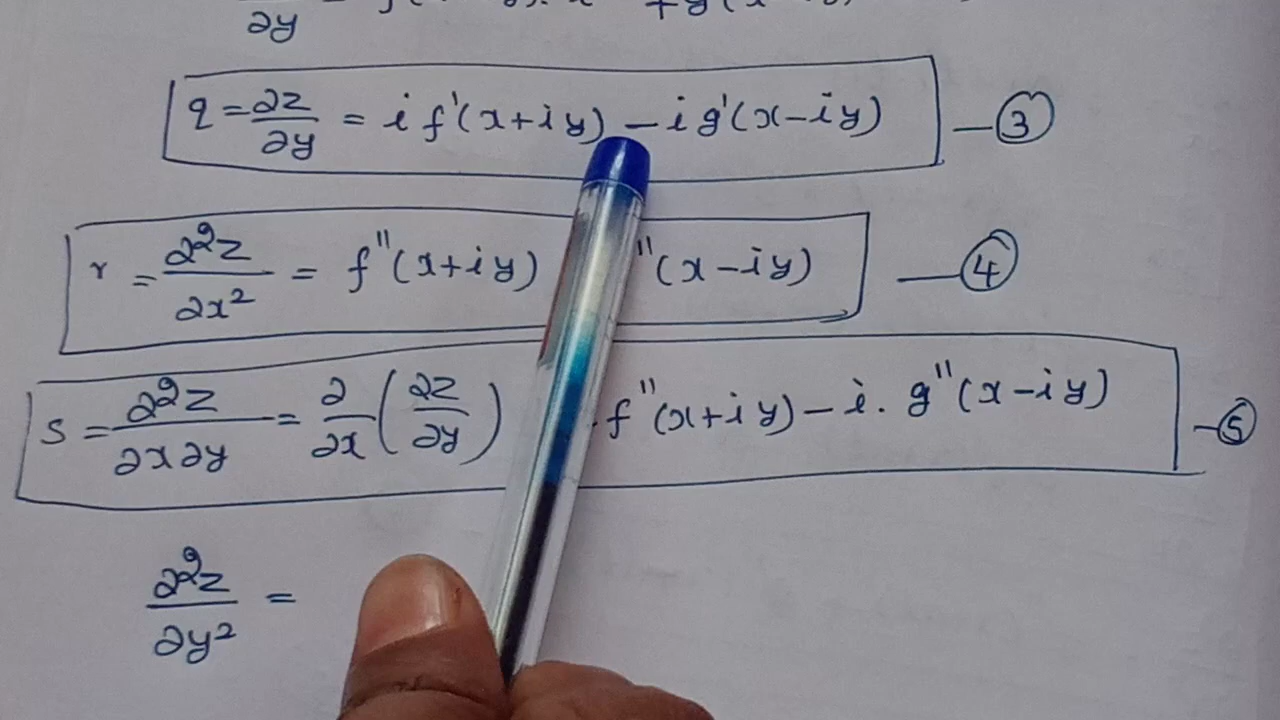 ∂y
q = ∂z/∂y = i f'(x+iy) – i g'(x–iy) —③
r = ∂²z/∂x² = f''(x+iy) ''(x–iy) —④
s = ∂²z/∂x∂y = ∂/∂x (∂z/∂y) . f''(x+iy) – i. g''(x–iy) —⑤
∂²z/∂y² =